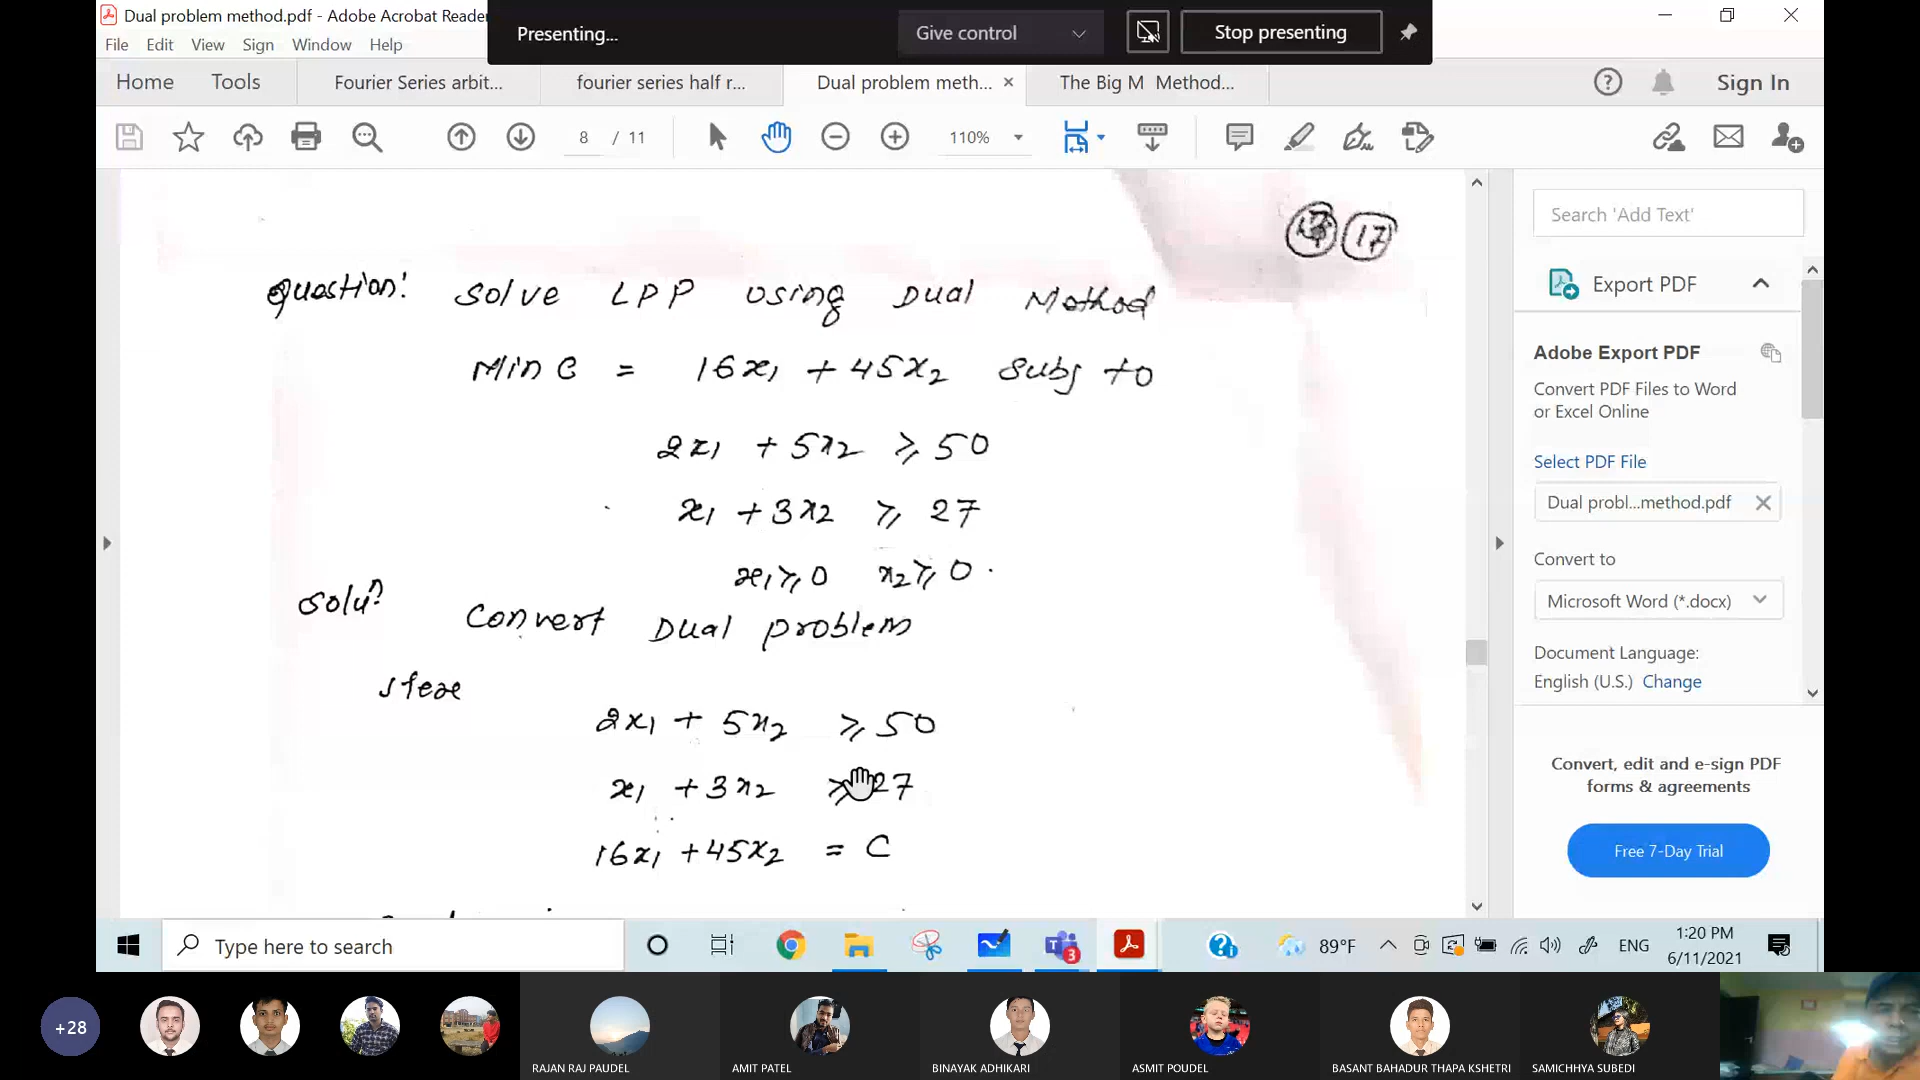 Dual problem method.pdf - Adobe Acrobat Reader
Presenting...
Give control
Stop presenting
File Edit View Sign Window Help
Home Tools Fourier Series arbit... fourier series half r... Dual problem meth... × The Big M Method... Sign In
8 / 11 110%
17
Question: Solve LPP using Dual Method
Min C = 16x₁ + 45x₂ Subj to
2x₁ + 5x₂ ≥ 50
x₁ + 3x₂ ≥ 27
x₁ ≥ 0 x₂ ≥ 0.
Solun
Convert Dual problem
2x₁ + 5x₂ ≥ 50
x₁ + 3x₂ ≥ 27
16x₁ + 45x₂ = C
Search 'Add Text'
Export PDF
Adobe Export PDF
Convert PDF Files to Word
or Excel Online
Select PDF File
Dual probl...method.pdf
Convert to
Microsoft Word (*.docx)
Document Language:
English (U.S.) Change
Convert, edit and e-sign PDF
forms & agreements
Free 7-Day Trial
Type here to search
3
89°F
ENG
1:20 PM
6/11/2021
+28
RAJAN RAJ PAUDEL
AMIT PATEL
BINAYAK ADHIKARI
ASMIT POUDEL
BASANT BAHADUR THAPA KSHETRI
SAMICHHYA SUBEDI